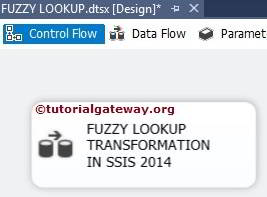 FUZZY LOOKUP.dtsx [Design]*
Control Flow
Data Flow
Paramet
©tutorialgateway.org
FUZZY LOOKUP
TRANSFORMATION
IN SSIS 2014